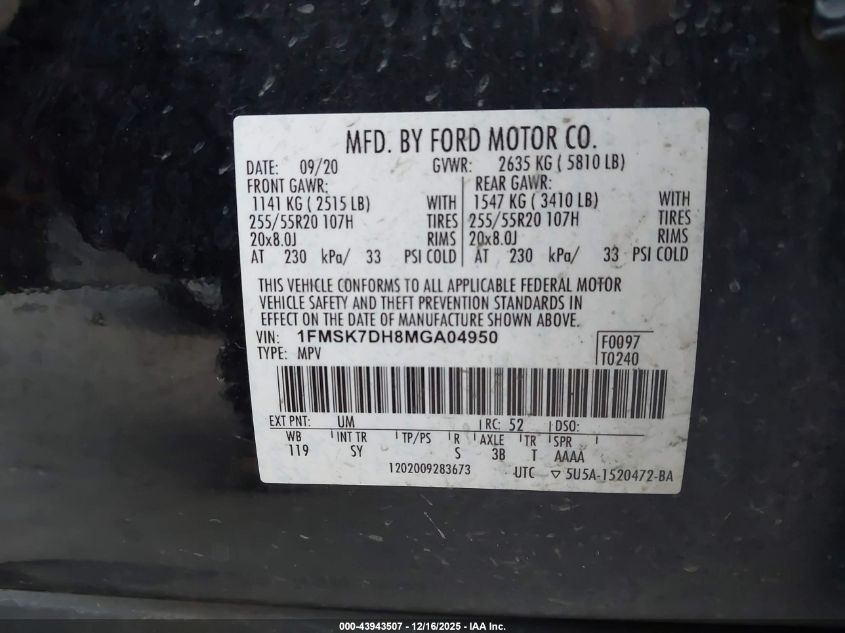 MFD. BY FORD MOTOR CO.
DATE: 09/20 GVWR: 2635 KG ( 5810 LB)
FRONT GAWR: REAR GAWR:
1141 KG ( 2515 LB) WITH 1547 KG ( 3410 LB) WITH
255/55R20 107H TIRES 255/55R20 107H TIRES
20x8.0J RIMS 20x8.0J RIMS
AT 230 kPa/ 33 PSI COLD AT 230 kPa/ 33 PSI COLD
THIS VEHICLE CONFORMS TO ALL APPLICABLE FEDERAL MOTOR
VEHICLE SAFETY AND THEFT PREVENTION STANDARDS IN
EFFECT ON THE DATE OF MANUFACTURE SHOWN ABOVE.
VIN: 1FMSK7DH8MGA04950 F0097
TYPE: MPV T0240
EXT PNT: UM RC: 52 DSO:
WB INT TR TP/PS R AXLE TR SPR
119 SY S 3B T AAAA
1202009283673 UTC ▽ 5U5A-1520472-BA
000-43943507 - 12/16/2025 - IAA Inc.